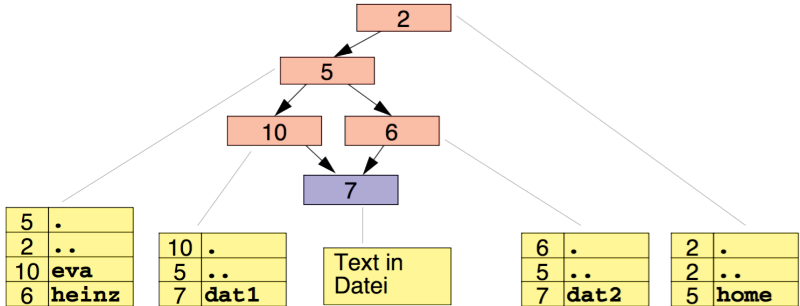 2
5
10
6
7
5 .
2 ..
10 eva
6 heinz
10 .
5 ..
7 dat1
Text in
Datei
6 .
5 ..
7 dat2
2 .
2 ..
5 home